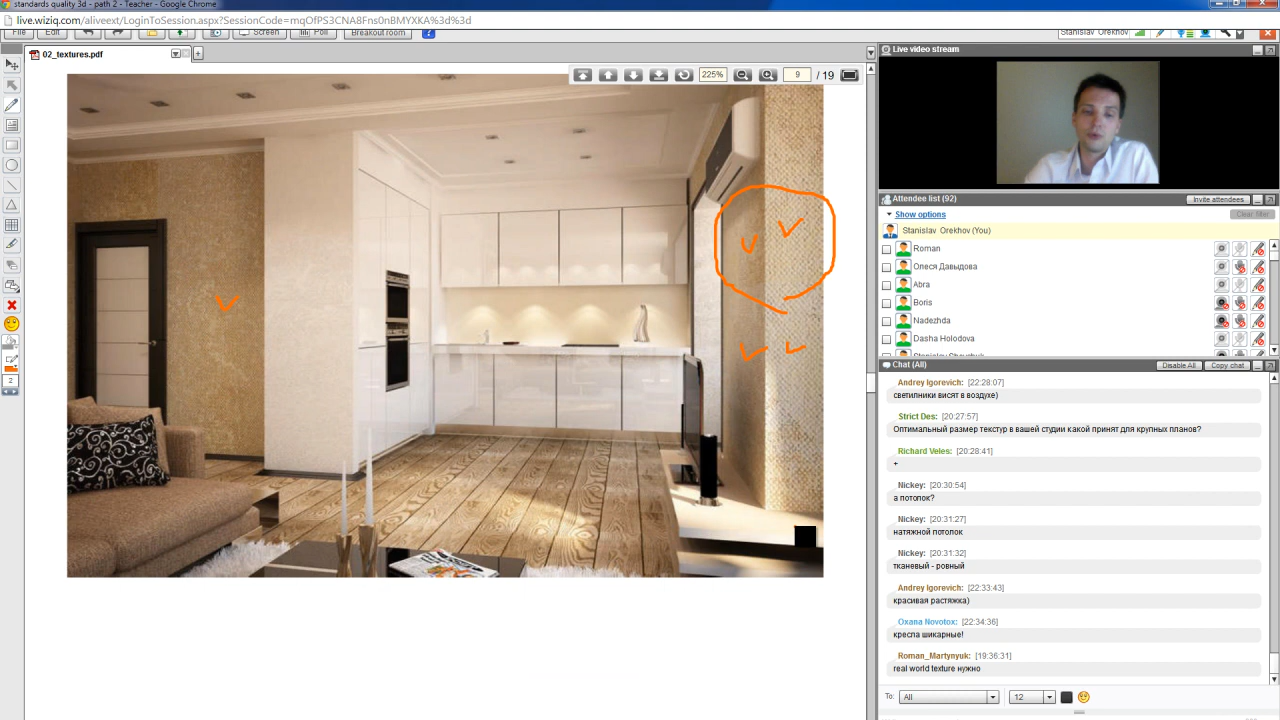 standards quality 3d - path 2 - Teacher - Google Chrome
live.wiziq.com/aliveext/LoginToSession.aspx?SessionCode=mqOfPS3CNA8Fns0nBMYXKA%3d%3d
File Edit Screen Poll Breakout room ? Stanislav Orekhov
02_textures.pdf
225% 9 / 19
2
Live video stream
Attendee list (92) Invite attendees
Show options Clear filter
Stanislav Orekhov (You)
Roman
Олеся Давыдова
Abra
Boris
Nadezhda
Dasha Holodova
Chat (All) Disable All Copy chat
Andrey Igorevich: [22:28:07]
светилники висят в воздухе)
Strict Des: [20:27:57]
Оптимальный размер текстур в вашей студии какой принят для крупных планов?
Richard Veles: [20:28:41]
+
Nickey: [20:30:54]
а потолок?
Nickey: [20:31:27]
натяжной потолок
Nickey: [20:31:32]
тканевый - ровный
Andrey Igorevich: [22:33:43]
красивая растяжка)
Oxana Novotox: [22:34:36]
кресла шикарные!
Roman_Martynyuk: [19:36:31]
real world texture нужно
To: All 12